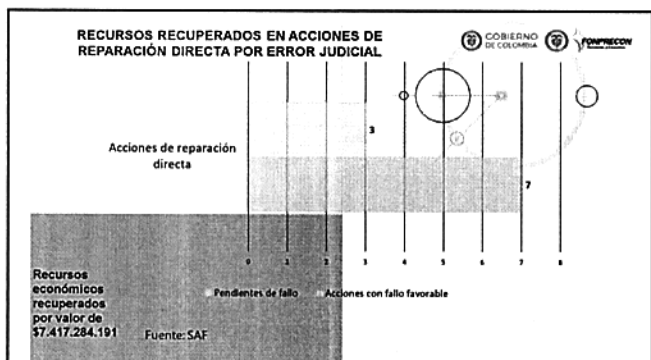 RECURSOS RECUPERADOS EN ACCIONES DE
REPARACIÓN DIRECTA POR ERROR JUDICIAL
GOBIERNO
DE COLOMBIA
FONPRECON
3
Acciones de reparación
directa
7
0 1 2 3 4 5 6 7 8
Recursos
económicos
recuperados
por valor de
$7.417.284.191
Pendientes de fallo Acciones con fallo favorable
Fuente: SAF